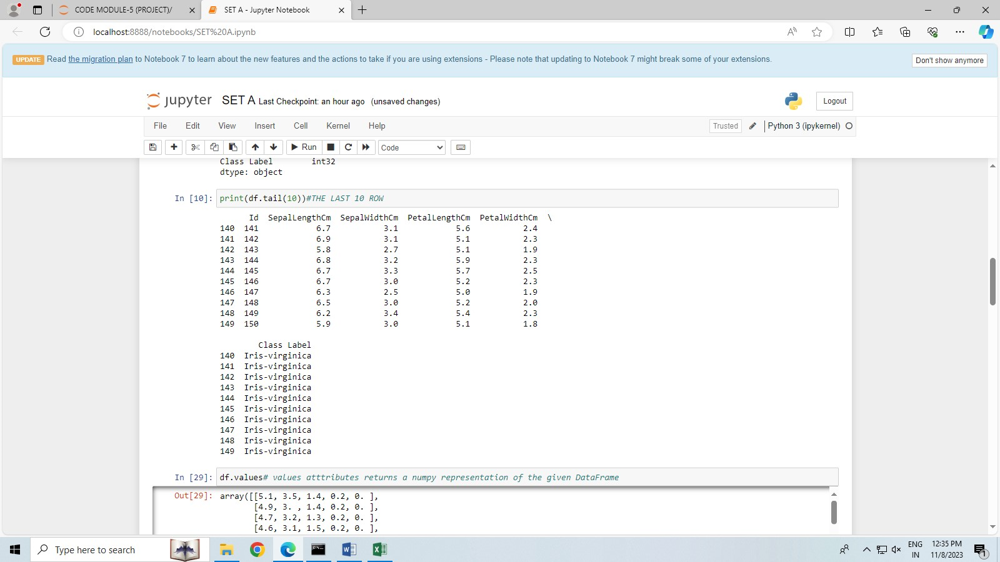 CODE MODULE-5 (PROJECT)/
SET A - Jupyter Notebook
localhost:8888/notebooks/SET%20A.ipynb
UPDATE Read the migration plan to Notebook 7 to learn about the new features and the actions to take if you are using extensions - Please note that updating to Notebook 7 might break some of your extensions.
Don't show anymore
jupyter SET A Last Checkpoint: an hour ago (unsaved changes)
Logout
File Edit View Insert Cell Kernel Help
Trusted Python 3 (ipykernel)
Run Code
Class Label int32
dtype: object
In [10]: print(df.tail(10))#THE LAST 10 ROW
Id SepalLengthCm SepalWidthCm PetalLengthCm PetalWidthCm \
140 141 6.7 3.1 5.6 2.4
141 142 6.9 3.1 5.1 2.3
142 143 5.8 2.7 5.1 1.9
143 144 6.8 3.2 5.9 2.3
144 145 6.7 3.3 5.7 2.5
145 146 6.7 3.0 5.2 2.3
146 147 6.3 2.5 5.0 1.9
147 148 6.5 3.0 5.2 2.0
148 149 6.2 3.4 5.4 2.3
149 150 5.9 3.0 5.1 1.8
Class Label
140 Iris-virginica
141 Iris-virginica
142 Iris-virginica
143 Iris-virginica
144 Iris-virginica
145 Iris-virginica
146 Iris-virginica
147 Iris-virginica
148 Iris-virginica
149 Iris-virginica
In [29]: df.values# values atttributes returns a numpy representation of the given DataFrame
Out[29]: array([[5.1, 3.5, 1.4, 0.2, 0. ],
[4.9, 3. , 1.4, 0.2, 0. ],
[4.7, 3.2, 1.3, 0.2, 0. ],
[4.6, 3.1, 1.5, 0.2, 0. ],
Type here to search
ENG
IN
12:35 PM
11/8/2023
1